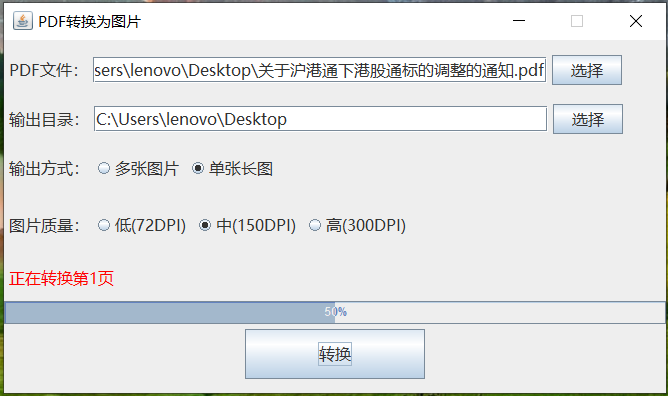 PDF转换为图片
PDF文件： sers\lenovo\Desktop\关于沪港通下港股通标的调整的通知.pdf 选择
输出目录： C:\Users\lenovo\Desktop 选择
输出方式： 多张图片 单张长图
图片质量： 低(72DPI) 中(150DPI) 高(300DPI)
正在转换第1页
50%
转换